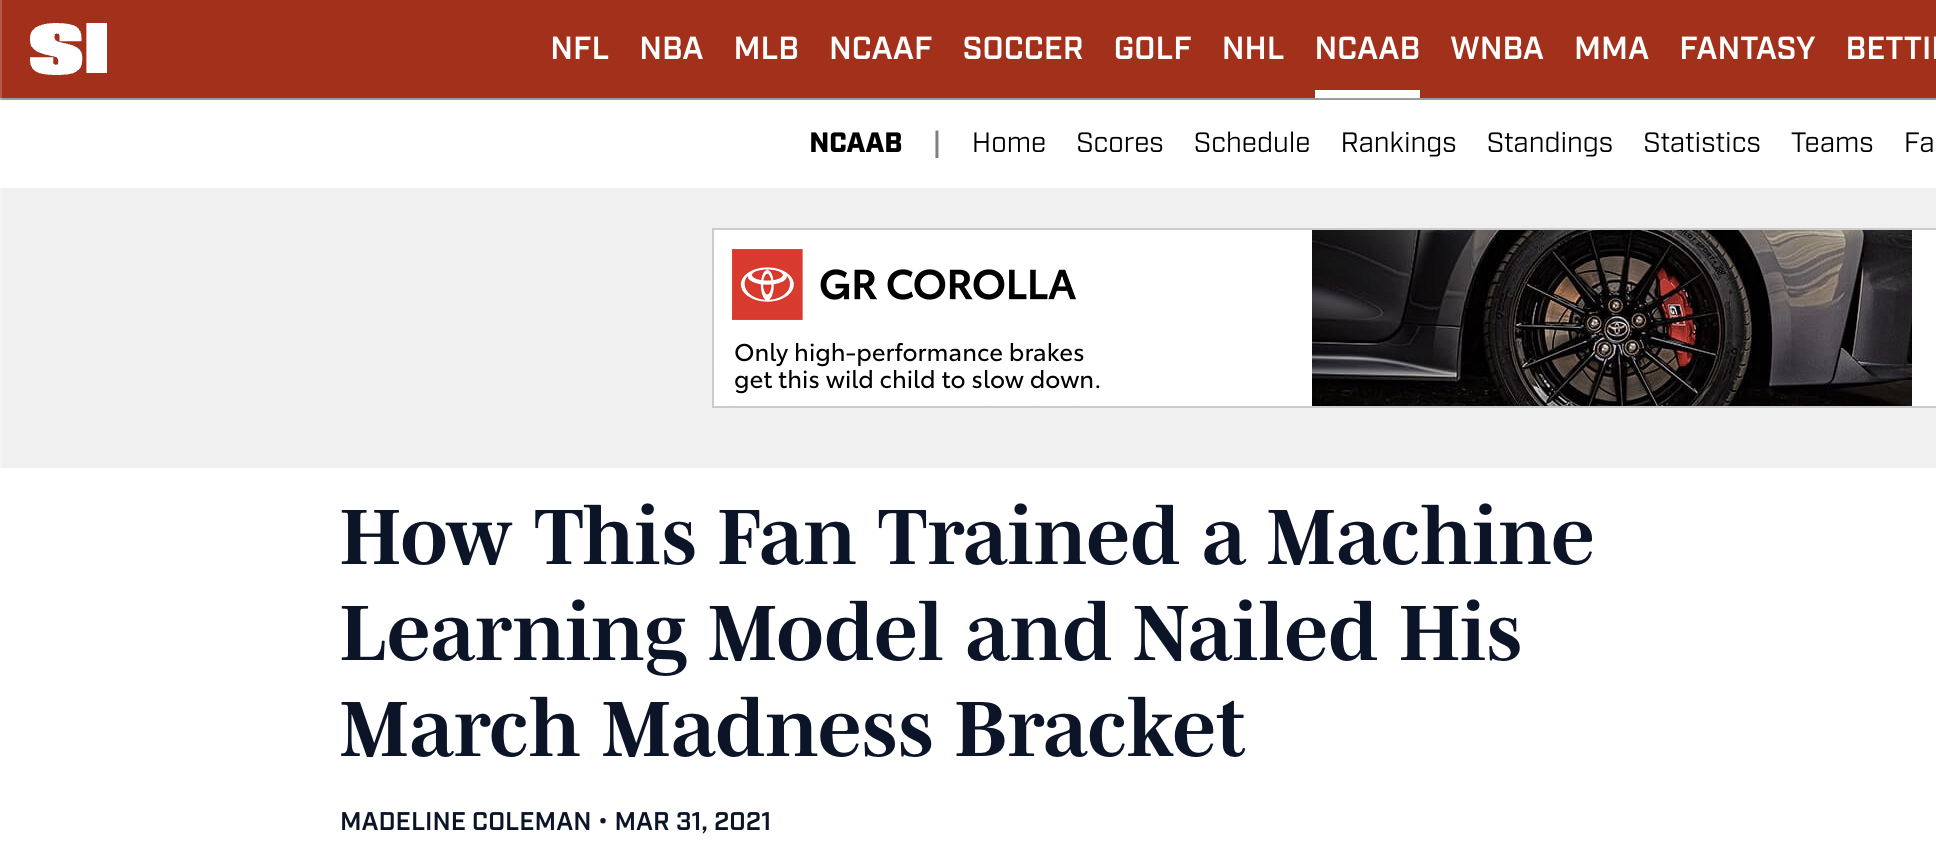 SI
NFL NBA MLB NCAAF SOCCER GOLF NHL NCAAB WNBA MMA FANTASY
NCAAB | Home Scores Schedule Rankings Standings Statistics Teams
GR COROLLA
Only high-performance brakes
get this wild child to slow down.
How This Fan Trained a Machine
Learning Model and Nailed His
March Madness Bracket
MADELINE COLEMAN • MAR 31, 2021